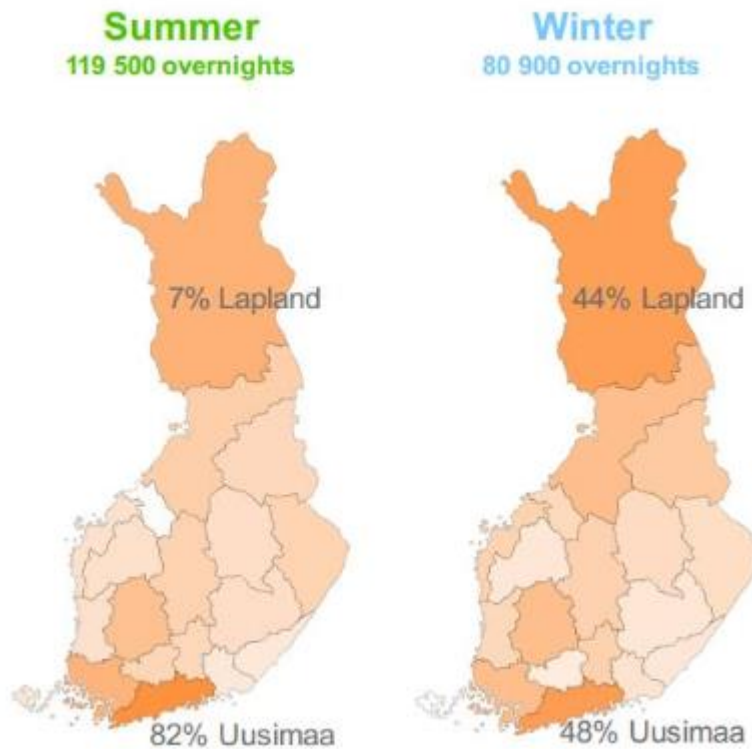 Summer
119 500 overnights
Winter
80 900 overnights
7% Lapland
44% Lapland
82% Uusimaa
48% Uusimaa